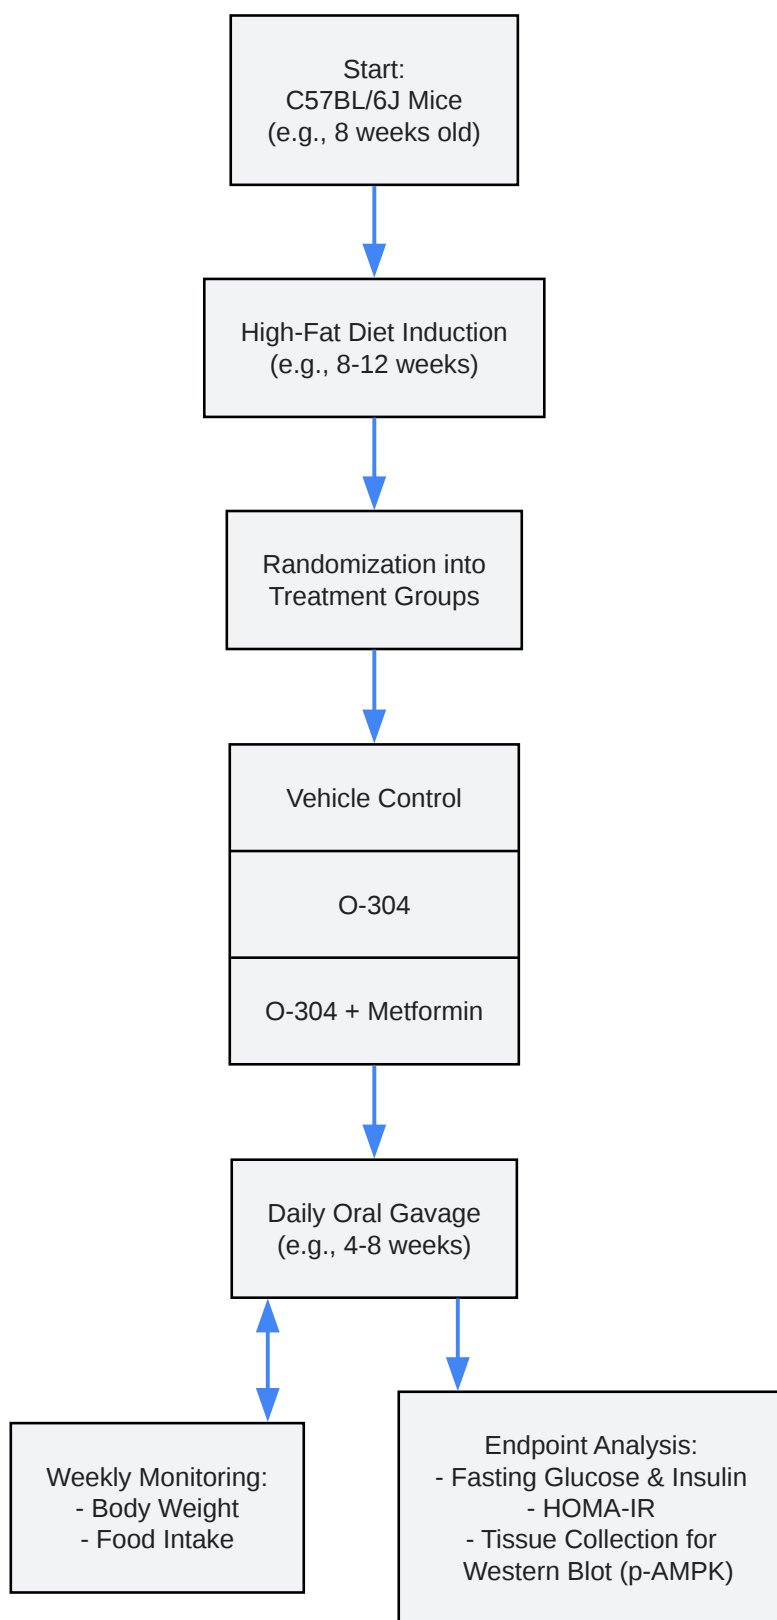 Start:
C57BL/6J Mice
(e.g., 8 weeks old)
High-Fat Diet Induction
(e.g., 8-12 weeks)
Randomization into
Treatment Groups
Vehicle Control
O-304
O-304 + Metformin
Daily Oral Gavage
(e.g., 4-8 weeks)
Weekly Monitoring:
- Body Weight
- Food Intake
Endpoint Analysis:
- Fasting Glucose & Insulin
- HOMA-IR
- Tissue Collection for
Western Blot (p-AMPK)